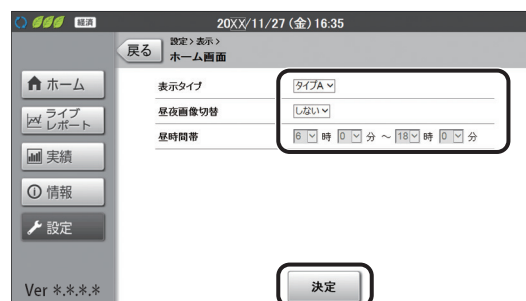 経済 20XX/11/27 (金) 16:35
戻る 設定>表示>
ホーム画面
ホーム
ライブ
レポート
実績
情報
設定
表示タイプ タイプA
昼夜画像切替 しない
昼時間帯 6 時 0 分 ～ 18 時 0 分
決定
Ver *.*.*.*